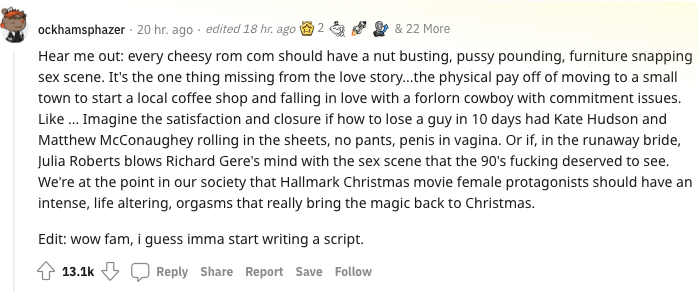 ockhamsphazer · 20 hr. ago · edited 18 hr. ago 2 & 22 More
Hear me out: every cheesy rom com should have a nut busting, pussy pounding, furniture snapping
sex scene. It's the one thing missing from the love story...the physical pay off of moving to a small
town to start a local coffee shop and falling in love with a forlorn cowboy with commitment issues.
Like ... Imagine the satisfaction and closure if how to lose a guy in 10 days had Kate Hudson and
Matthew McConaughey rolling in the sheets, no pants, penis in vagina. Or if, in the runaway bride,
Julia Roberts blows Richard Gere's mind with the sex scene that the 90's fucking deserved to see.
We're at the point in our society that Hallmark Christmas movie female protagonists should have an
intense, life altering, orgasms that really bring the magic back to Christmas.
Edit: wow fam, i guess imma start writing a script.
13.1k Reply Share Report Save Follow